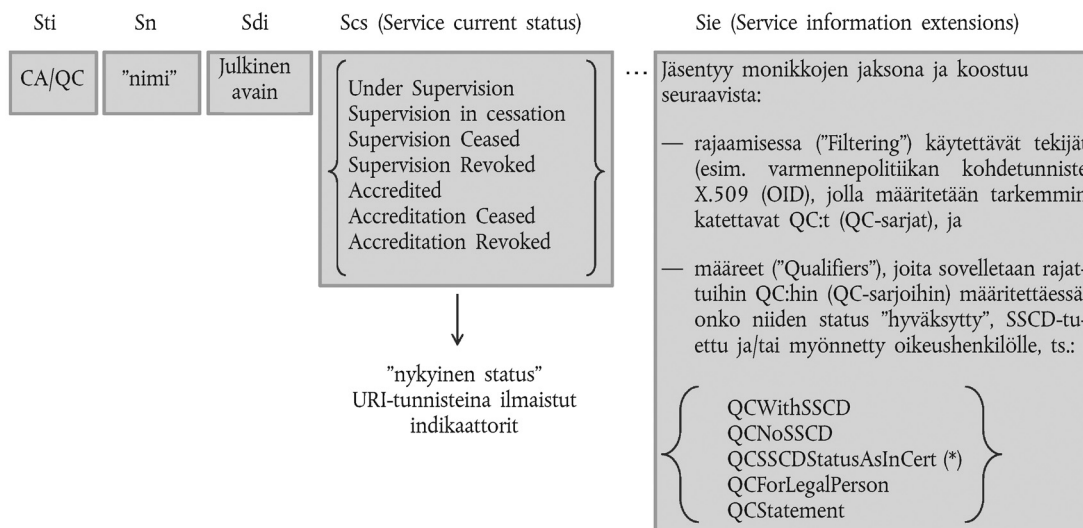 Sti Sn Sdi Scs (Service current status) Sie (Service information extensions)
CA/QC
"nimi"
Julkinen
avain
Under Supervision
Supervision in cessation
Supervision Ceased
Supervision Revoked
Accredited
Accreditation Ceased
Accreditation Revoked
"nykyinen status"
URI-tunnisteina ilmaistut
indikaattorit
...
Jäsentyy monikkojen jaksona ja koostuu
seuraavista:
— rajaamisessa ("Filtering") käytettävät tekijät
(esim. varmennepolitiikan kohdetunniste
X.509 (OID), jolla määritetään tarkemmin
katettavat QC:t (QC-sarjat), ja
— määreet ("Qualifiers"), joita sovelletaan rajat-
tuihin QC:hin (QC-sarjoihin) määritettäessä,
onko niiden status "hyväksytty", SSCD-tu-
ettu ja/tai myönnetty oikeushenkilölle, ts.:
QCWithSSCD
QCNoSSCD
QCSSCDStatusAsInCert (*)
QCForLegalPerson
QCStatement